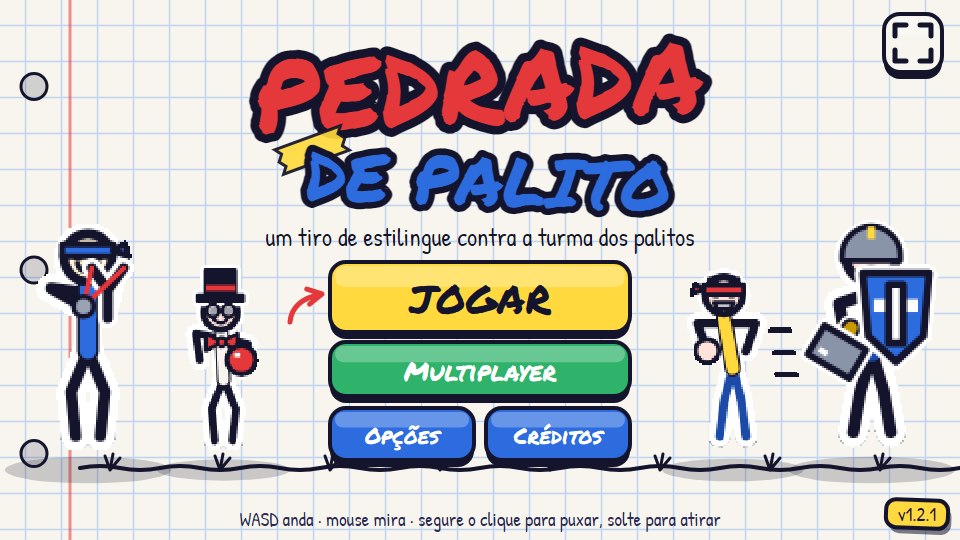 PEDRADA
DE PALITO
um tiro de estilingue contra a turma dos palitos
JOGAR
Multiplayer
Opções
Créditos
WASD anda · mouse mira · segure o clique para puxar, solte para atirar
v1.2.1